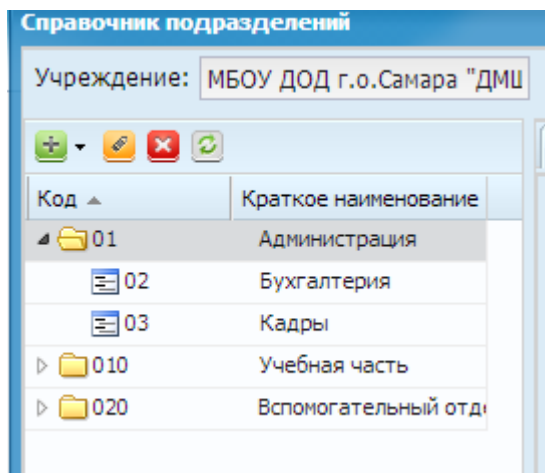 Справочник подразделений
Учреждение: МБОУ ДОД г.о.Самара "ДМШ
Код Краткое наименование
01 Администрация
02 Бухгалтерия
03 Кадры
010 Учебная часть
020 Вспомогательный отде